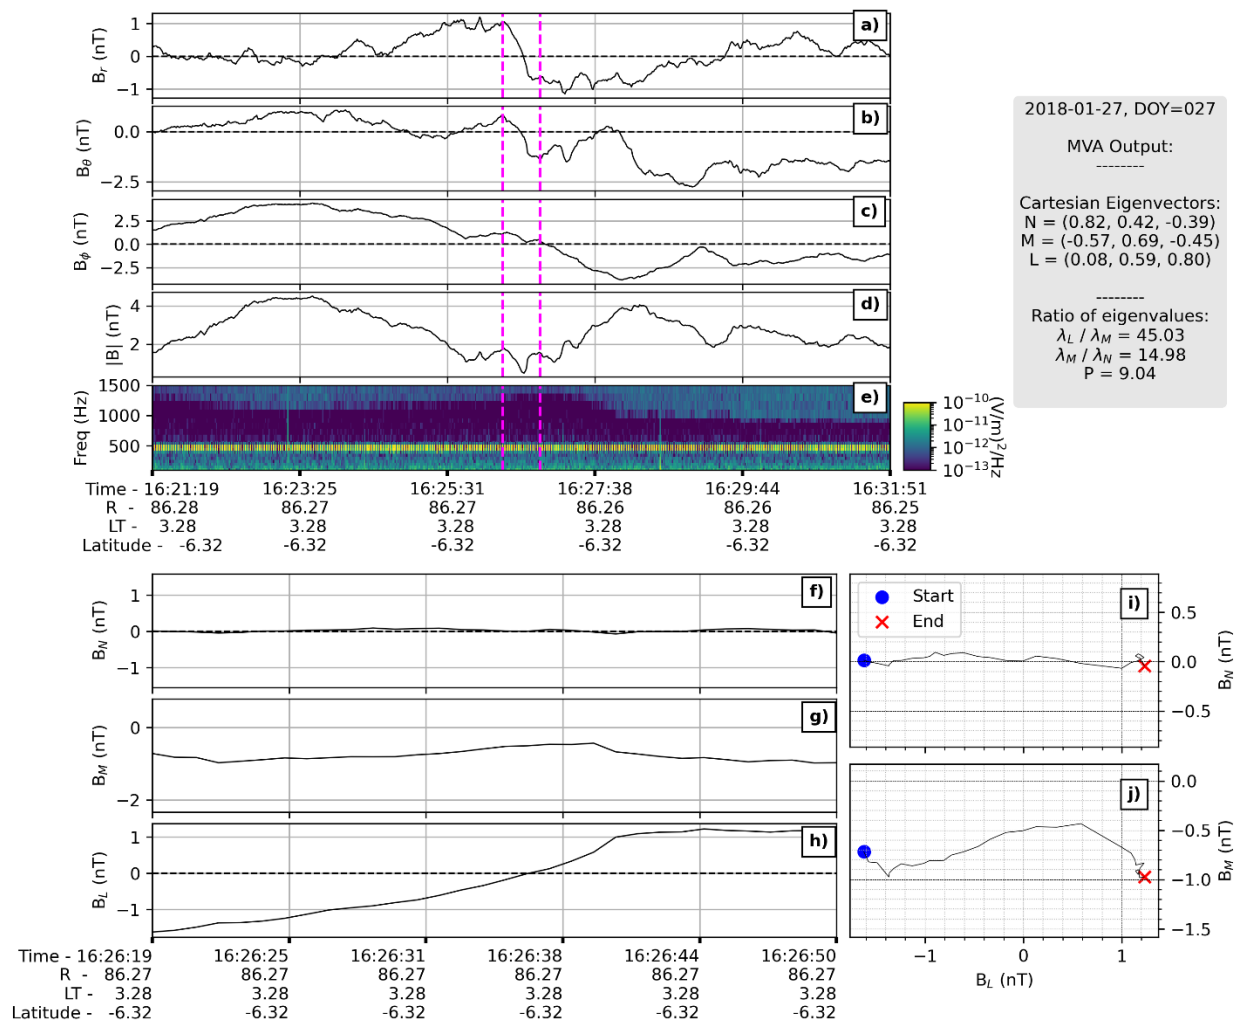 a)
1
0
−1
B_r (nT)
b)
0.0
−2.5
B_θ (nT)
c)
2.5
0.0
−2.5
B_ϕ (nT)
d)
4
2
|B| (nT)
e)
1500
1000
500
Freq (Hz)
10^−10
10^−11
10^−12
10^−13
(V/m)²/Hz
Time - 16:21:19 16:23:25 16:25:31 16:27:38 16:29:44 16:31:51
R - 86.28 86.27 86.27 86.26 86.26 86.25
LT - 3.28 3.28 3.28 3.28 3.28 3.28
Latitude - -6.32 -6.32 -6.32 -6.32 -6.32 -6.32
2018-01-27, DOY=027
MVA Output:
--------
Cartesian Eigenvectors:
N = (0.82, 0.42, -0.39)
M = (-0.57, 0.69, -0.45)
L = (0.08, 0.59, 0.80)
--------
Ratio of eigenvalues:
λ_L / λ_M = 45.03
λ_M / λ_N = 14.98
P = 9.04
f)
1
0
−1
B_N (nT)
g)
0
−2
B_M (nT)
h)
1
0
−1
B_L (nT)
Time - 16:26:19 16:26:25 16:26:31 16:26:38 16:26:44 16:26:50
R - 86.27 86.27 86.27 86.27 86.27 86.27
LT - 3.28 3.28 3.28 3.28 3.28 3.28
Latitude - -6.32 -6.32 -6.32 -6.32 -6.32 -6.32
Start
End
i)
0.5
0.0
−0.5
B_N (nT)
j)
0.0
−0.5
−1.0
−1.5
B_M (nT)
−1 0 1
B_L (nT)